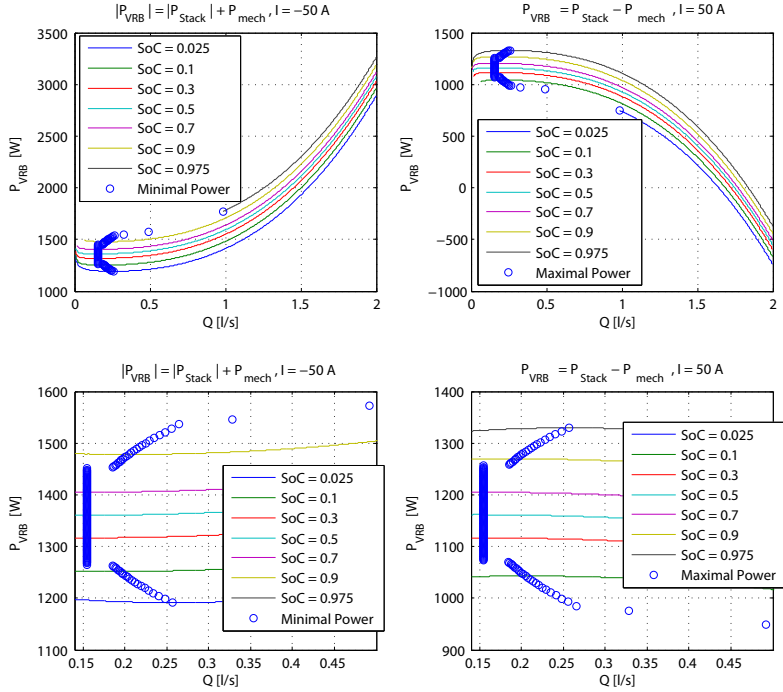 |P_VRB| = |P_Stack| + P_mech , I = −50 A
3500
3000
2500
2000
1500
1000
P_VRB [W]
0
0.5
1
1.5
2
Q [l/s]
SoC = 0.025
SoC = 0.1
SoC = 0.3
SoC = 0.5
SoC = 0.7
SoC = 0.9
SoC = 0.975
Minimal Power
P_VRB = P_Stack − P_mech , I = 50 A
1500
1000
500
0
−500
−1000
P_VRB [W]
0
0.5
1
1.5
2
Q [l/s]
SoC = 0.025
SoC = 0.1
SoC = 0.3
SoC = 0.5
SoC = 0.7
SoC = 0.9
SoC = 0.975
Maximal Power
|P_VRB| = |P_Stack| + P_mech , I = −50 A
1600
1500
1400
1300
1200
1100
P_VRB [W]
0.15
0.2
0.25
0.3
0.35
0.4
0.45
Q [l/s]
SoC = 0.025
SoC = 0.1
SoC = 0.3
SoC = 0.5
SoC = 0.7
SoC = 0.9
SoC = 0.975
Minimal Power
P_VRB = P_Stack − P_mech , I = 50 A
1400
1300
1200
1100
1000
900
P_VRB [W]
0.15
0.2
0.25
0.3
0.35
0.4
0.45
Q [l/s]
SoC = 0.025
SoC = 0.1
SoC = 0.3
SoC = 0.5
SoC = 0.7
SoC = 0.9
SoC = 0.975
Maximal Power